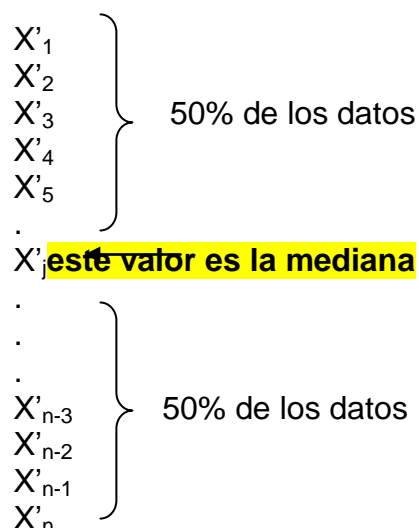 X’₁
X’₂
X’₃ 50% de los datos
X’₄
X’₅
.
X’ⱼeste valor es la mediana
.
.
.
X’ₙ₋₃ 50% de los datos
X’ₙ₋₂
X’ₙ₋₁
X’ₙ